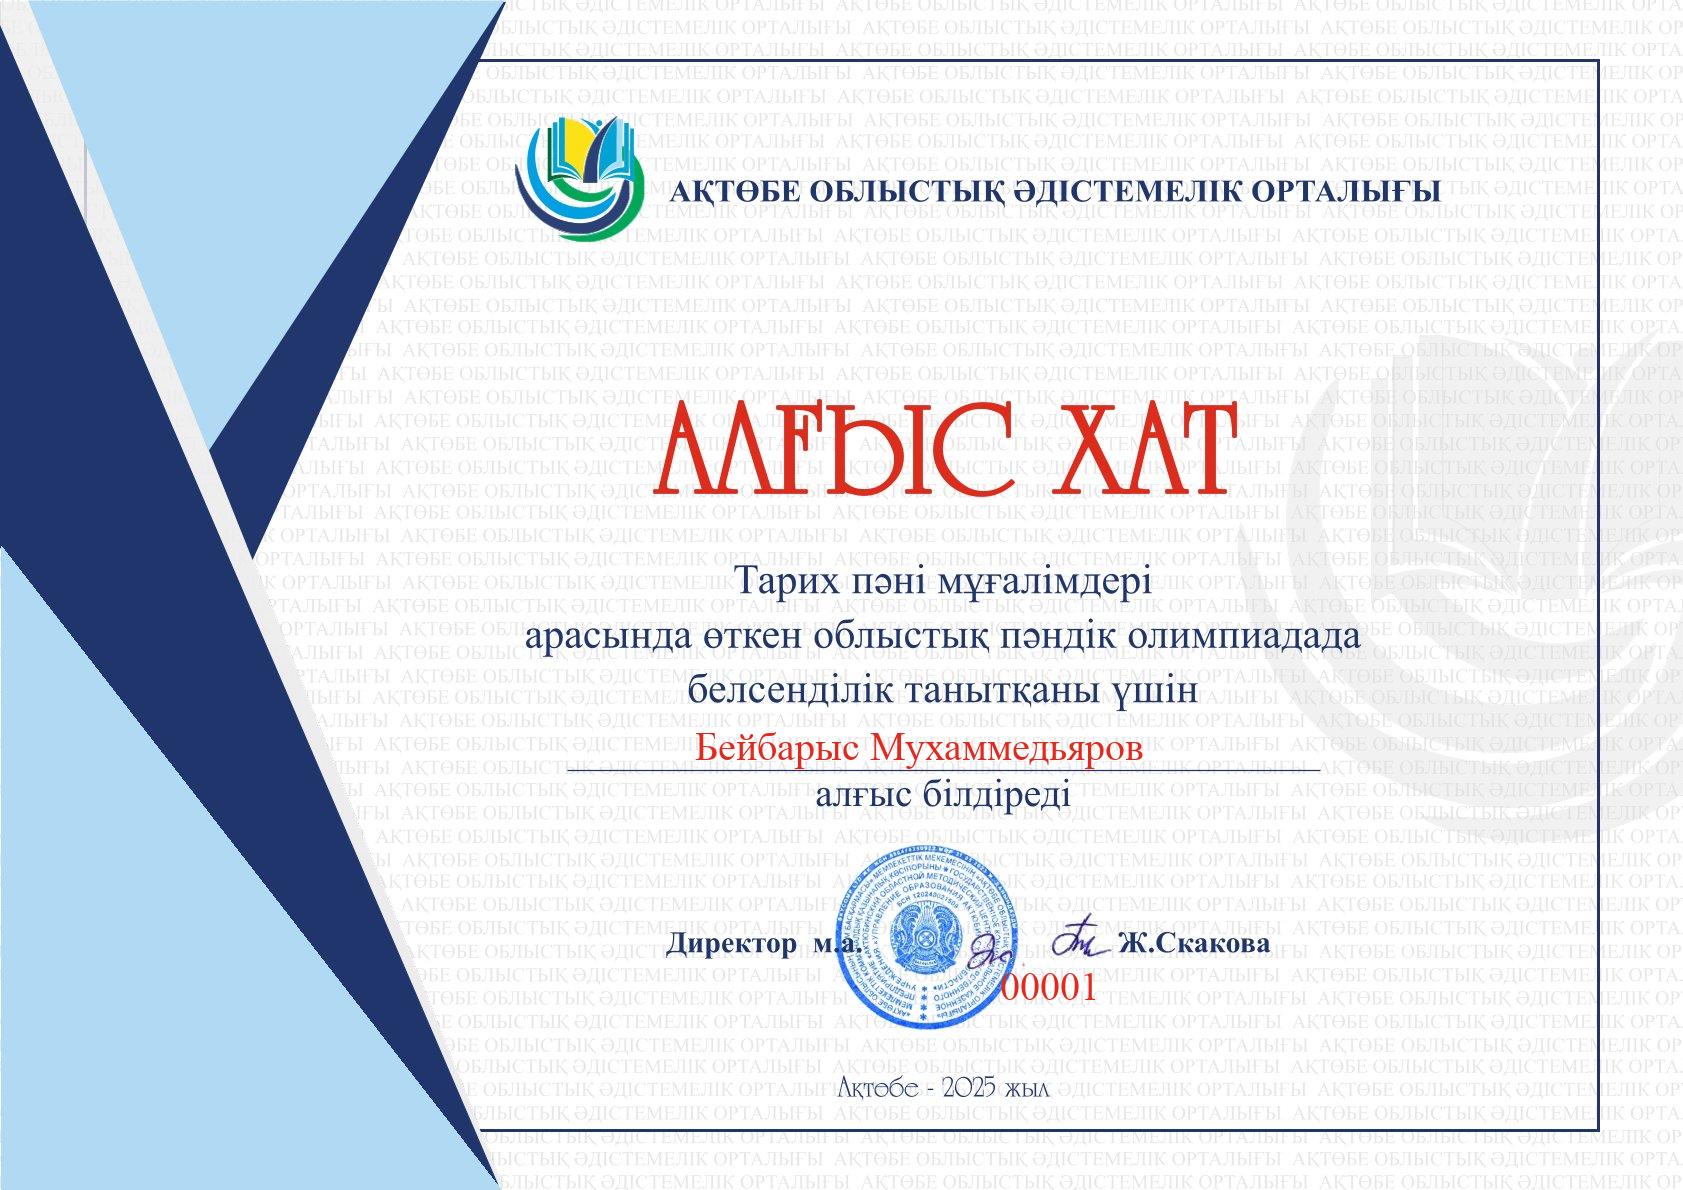 АҚТӨБЕ ОБЛЫСТЫҚ ӘДІСТЕМЕЛІК ОРТАЛЫҒЫ
АЛҒЫС ХАТ
Тарих пәні мұғалімдері
арасында өткен облыстық пәндік олимпиадада
белсенділік танытқаны үшін
Бейбарыс Мухаммедьяров
алғыс білдіреді
Директор м.а. Ж.Скакова
00001
Ақтөбе - 2025 жыл